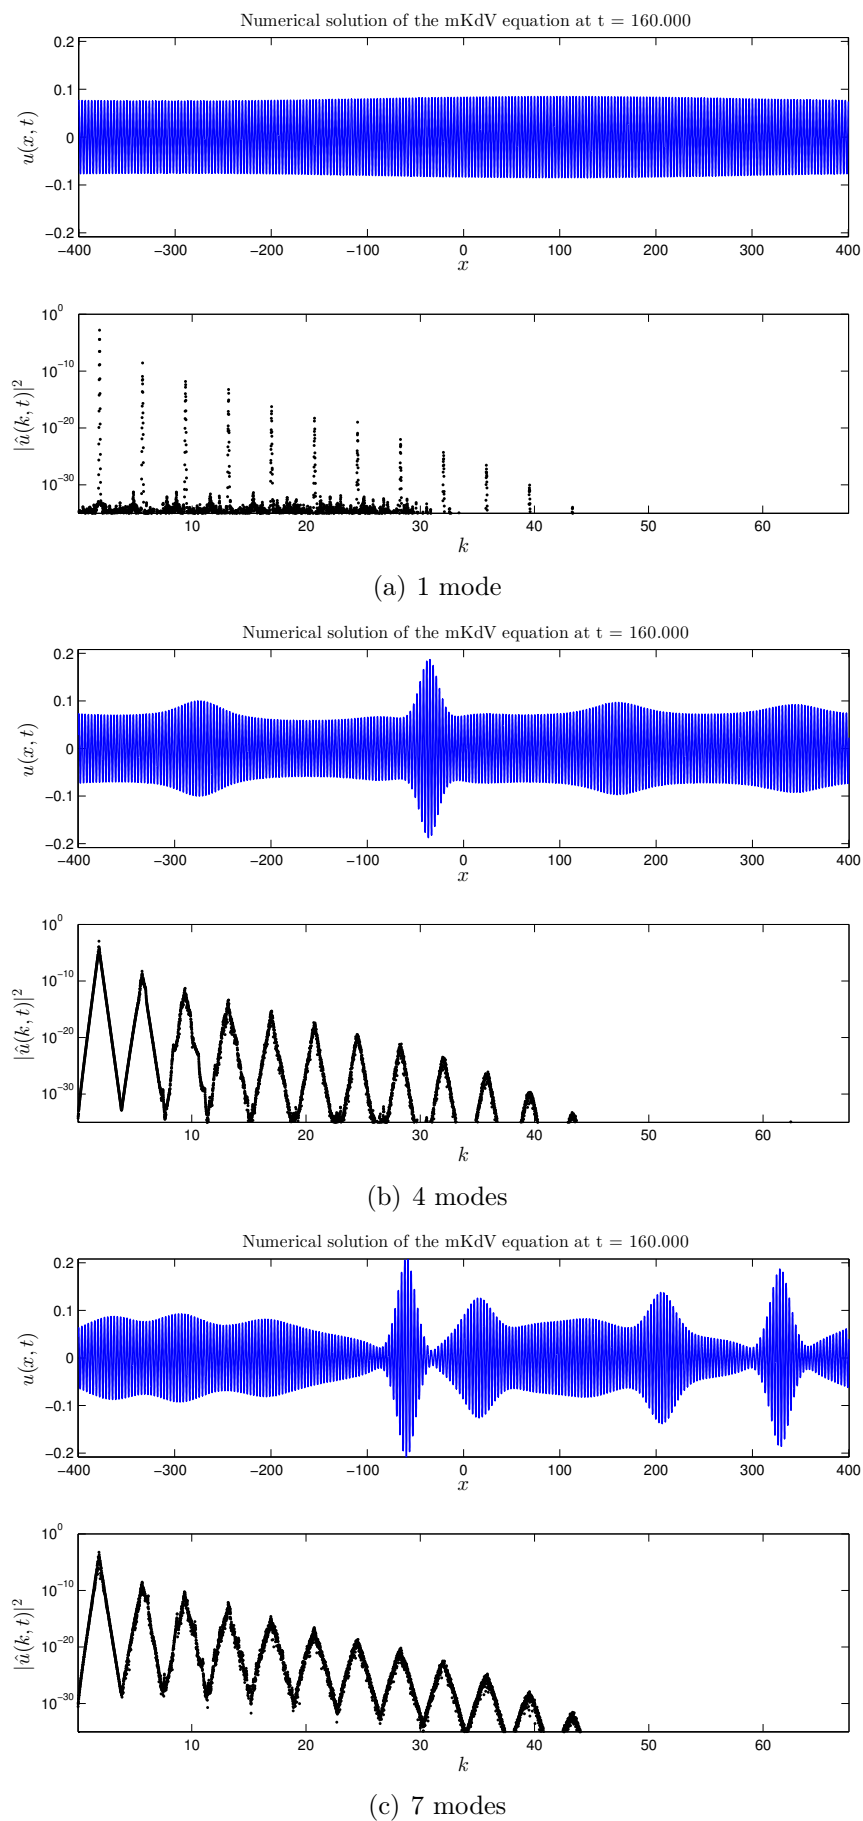 Numerical solution of the mKdV equation at t = 160.000
0.2
0.1
0
−0.1
−0.2
u(x, t)
−400 −300 −200 −100 0 100 200 300 400
x
10^0
10^−10
10^−20
10^−30
|û(k, t)|^2
10 20 30 40 50 60
k
(a) 1 mode
Numerical solution of the mKdV equation at t = 160.000
0.2
0.1
0
−0.1
−0.2
u(x, t)
−400 −300 −200 −100 0 100 200 300 400
x
10^0
10^−10
10^−20
10^−30
|û(k, t)|^2
10 20 30 40 50 60
k
(b) 4 modes
Numerical solution of the mKdV equation at t = 160.000
0.2
0.1
0
−0.1
−0.2
u(x, t)
−400 −300 −200 −100 0 100 200 300 400
x
10^0
10^−10
10^−20
10^−30
|û(k, t)|^2
10 20 30 40 50 60
k
(c) 7 modes